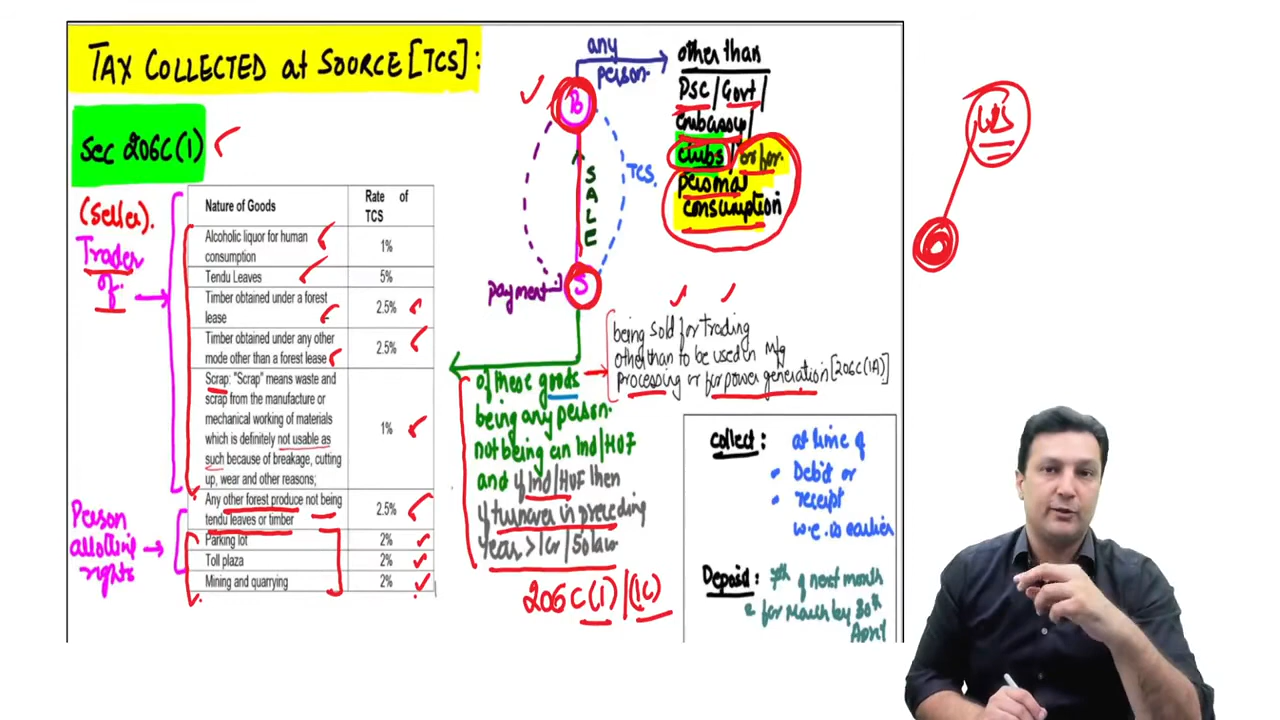 TAX COLLECTED at SOURCE [TCS]:
Sec 206C(1)
(Seller).
Trader
of
Nature of Goods
Rate of
TCS
Alcoholic liquor for human
consumption
1%
Tendu Leaves
5%
Timber obtained under a forest
lease
2.5%
Timber obtained under any other
mode other than a forest lease
2.5%
Scrap: "Scrap" means waste and
scrap from the manufacture or
mechanical working of materials
which is definitely not usable as
such because of breakage, cutting
up, wear and other reasons;
1%
Any other forest produce not being
tendu leaves or timber
2.5%
Person
allowing
rights
Parking lot
2%
Toll plaza
2%
Mining and quarrying
2%
any
person.
B
SALE
TCS.
payment
S
other than
PSC/Govt/
embassy/
clubs/or for
personal
consumption
being sold for trading
other than to be used in Mfg
processing or for power generation [206C(1A)]
of these goods
being any person.
not being an Ind/HUF
and if Ind/HUF then
if turnover in preceding
year > 1cr/50lac
206C(1)/(1C)
collect:
at time of
• Debit or
• receipt
w.e. is earlier
Deposit:
7th of next month
& for March by 30th
April